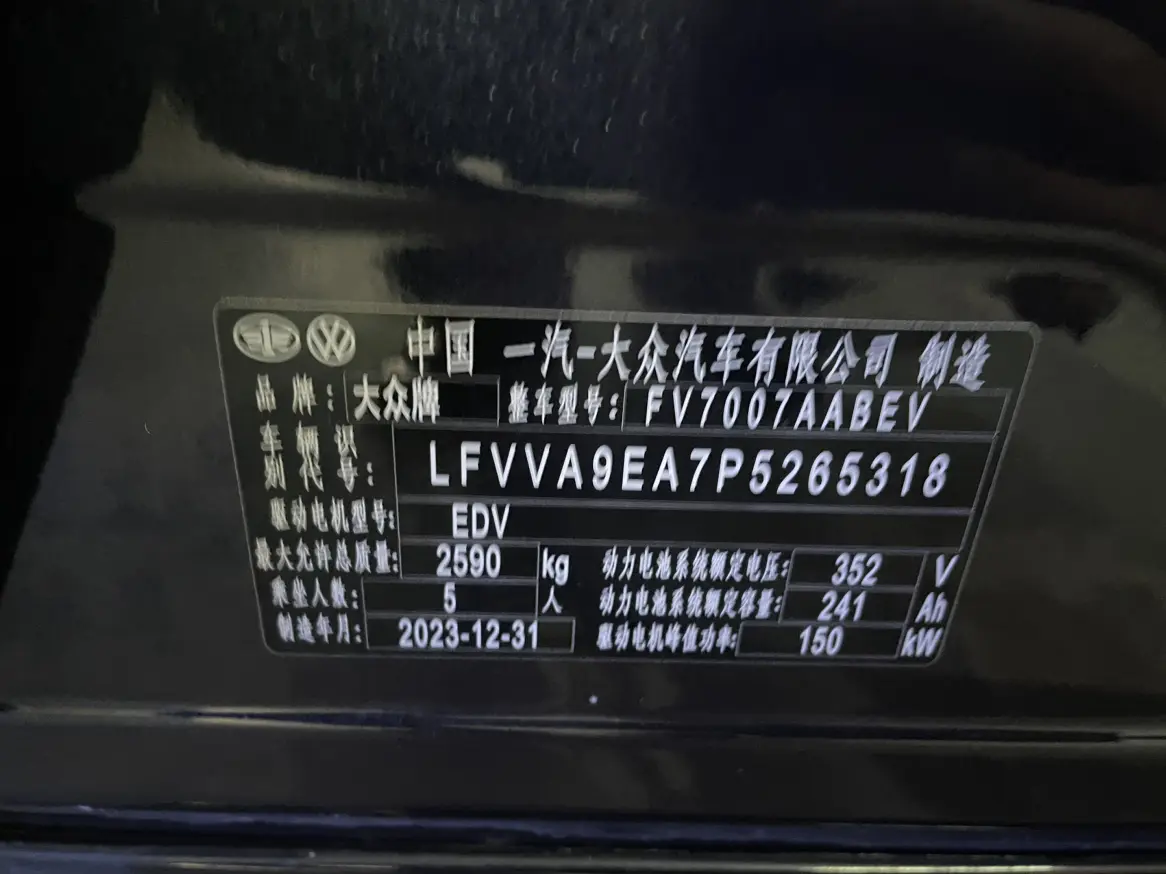 中国 一汽-大众汽车有限公司 制造
品牌: 大众牌 整车型号: FV7007AABEV
车辆识别代号: LFVVA9EA7P5265318
驱动电机型号: EDV
最大允许总质量: 2590 kg 动力电池系统额定电压: 352 V
乘坐人数: 5 人 动力电池系统额定容量: 241 Ah
制造年月: 2023-12-31 驱动电机峰值功率: 150 kW